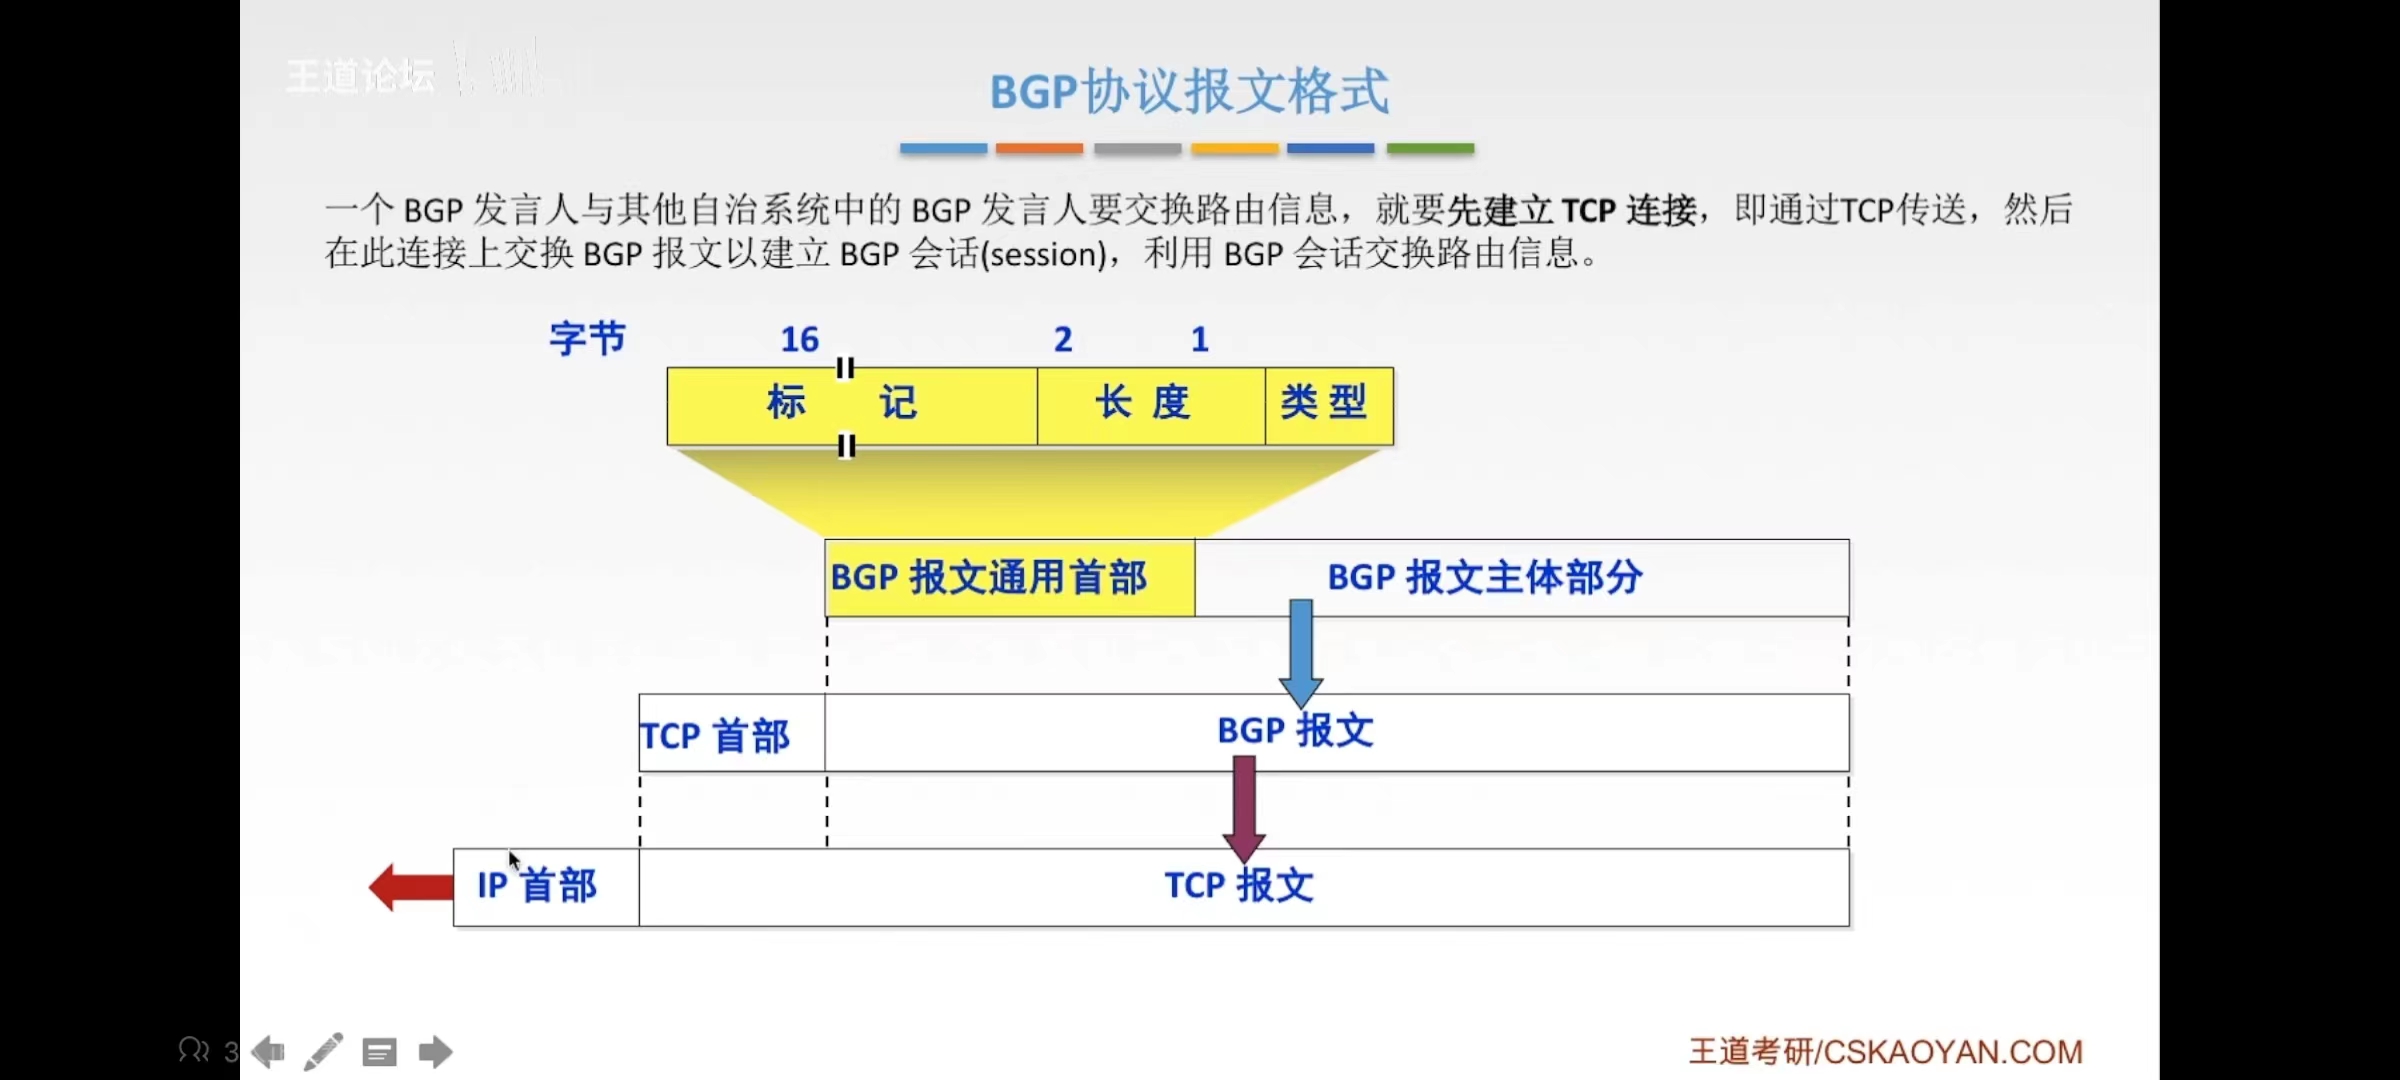 王道论坛
BGP协议报文格式
一个 BGP 发言人与其他自治系统中的 BGP 发言人要交换路由信息，就要先建立 TCP 连接，即通过TCP传送，然后
在此连接上交换 BGP 报文以建立 BGP 会话(session)，利用 BGP 会话交换路由信息。
字节 16 2 1
标 记 长 度 类 型
BGP 报文通用首部 BGP 报文主体部分
TCP 首部 BGP 报文
IP 首部 TCP 报文
3
王道考研/CSKAOYAN.COM